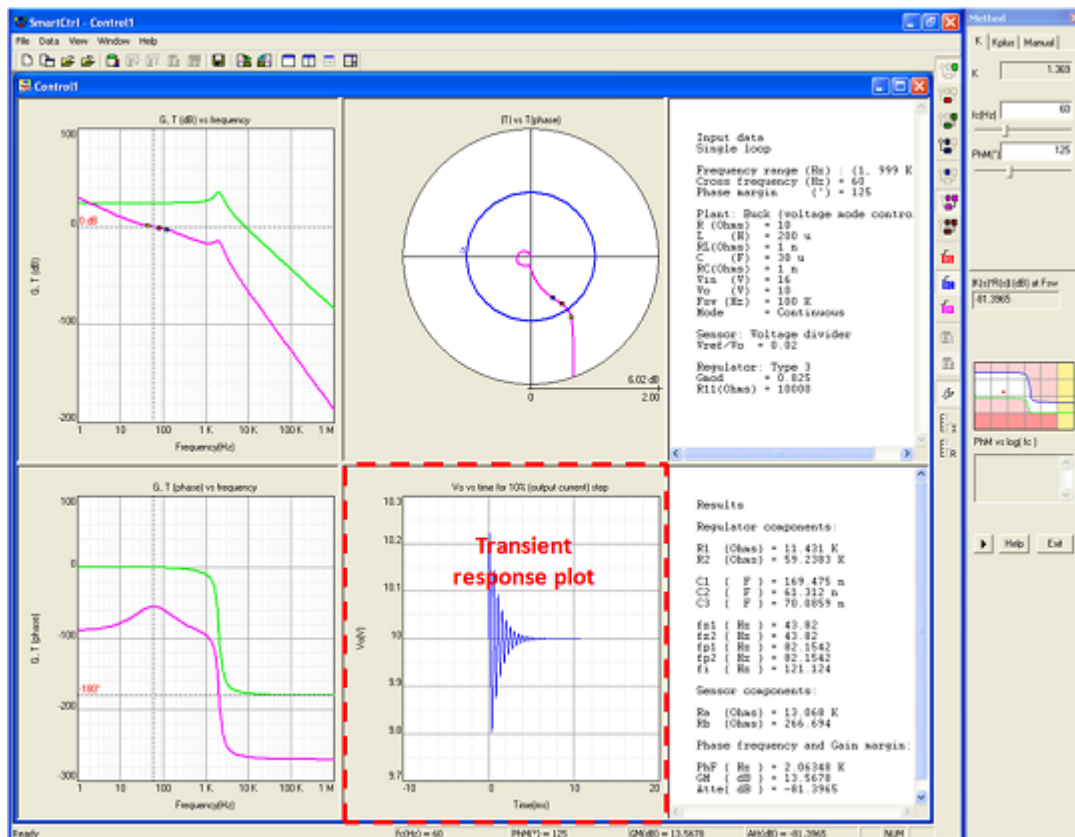 SmartCtrl - Control1
File Data View Window Help
Control1
G, T (dB) vs frequency
100
0
0 dB
-100
-200
G, T (dB)
1 10 100 1 K 10 K 100 K 1 M
Frequency(Hz)
|T| vs T(phase)
6.02 dB
0 2.00
Input data
Single loop
Frequency range (Hz) : (1, 999 K
Cross frequency (Hz) = 60
Phase margin (°) = 125
Plant: Buck (voltage mode contro
R (Ohms) = 10
L (H) = 200 u
RL(Ohms) = 1 n
C (F) = 30 u
RC(Ohms) = 1 n
Vin (V) = 16
Vo (V) = 10
Fsw (Hz) = 100 K
Mode = Continuous
Sensor: Voltage divider
Vref/Vo = 0.02
Regulator: Type 3
Gmod = 0.825
R11(Ohms) = 10000
G, T (phase) vs frequency
100
0
-100
-180°
-200
-300
G, T (phase)
1 10 100 1 K 10 K 100 K 1 M
Frequency(Hz)
Vo vs time for 10% (output current) step
10.3
10.2
10.1
10
9.9
9.8
9.7
Vo(V)
-10 0 10 20
Time(ms)
Transient
response plot
Results
Regulator components:
R1 (Ohms) = 11.431 K
R2 (Ohms) = 59.2383 K
C1 ( F ) = 169.475 n
C2 ( F ) = 61.312 n
C3 ( F ) = 70.0859 n
fz1 ( Hz ) = 43.82
fz2 ( Hz ) = 43.82
fp1 ( Hz ) = 82.1542
fp2 ( Hz ) = 82.1542
fi ( Hz ) = 121.124
Sensor components:
Ra (Ohms) = 13.068 K
Rb (Ohms) = 266.694
Phase frequency and Gain margin:
PhF ( Hz ) = 2.06348 K
GM ( dB ) = 13.5678
Atte( dB ) = -81.3965
Ready
Fc(Hz) = 60 PhM(°) = 125 GM(dB) = 13.5678 Att(dB) = -81.3965 NUM
Method
K Kplus Manual
K 1.369
fc(Hz) 60
PhM(°) 125
|K(s)*R(s)| (dB) at Fsw
-81.3965
PhM vs log( fc )
Help Exit